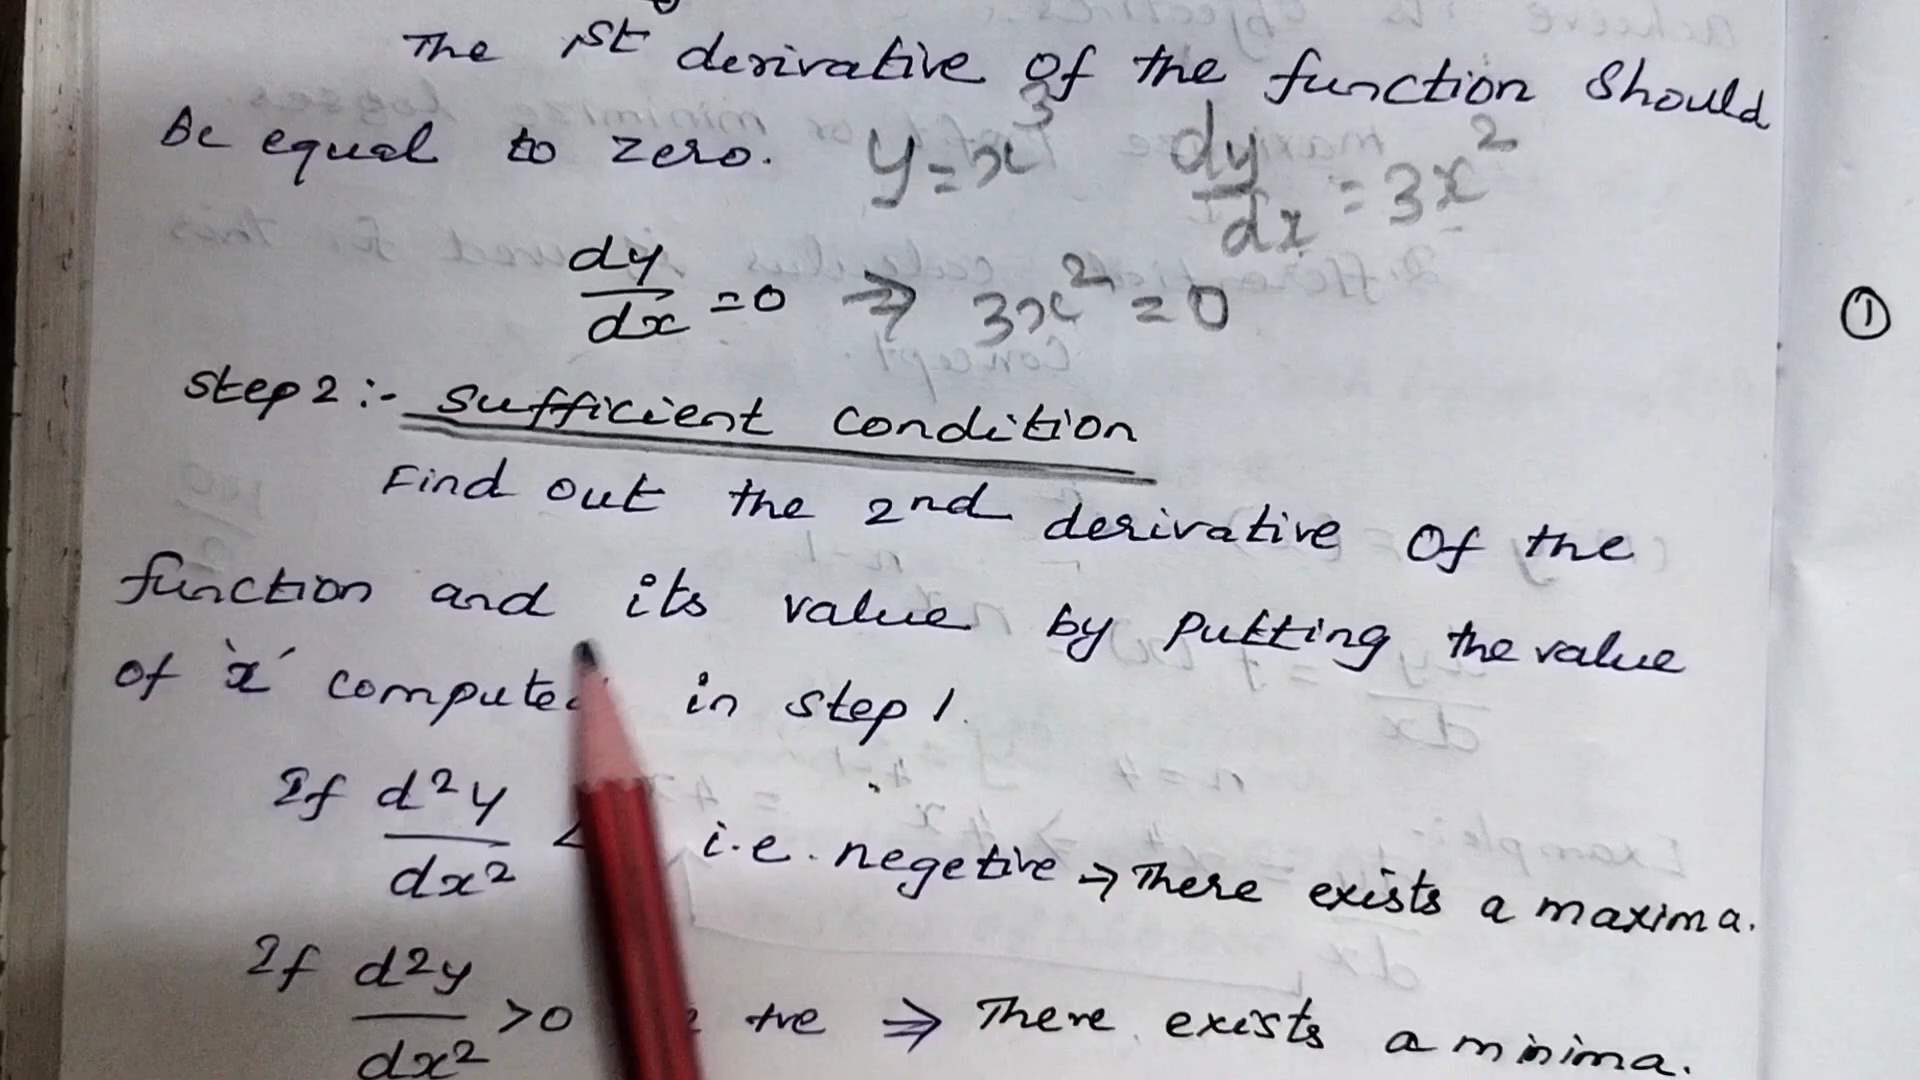 The 1st derivative of the function should
be equal to zero. y=x³ dy/dx = 3x²
dy/dx =0 ⇒ 3x²=0
①
Step 2 :- Sufficient condition
Find out the 2nd derivative of the
function and its value by putting the value
of 'x' computed in step 1.
If d²y/dx² < i.e. negetive → There exists a maxima.
If d²y/dx² >0 +ve ⇒ There exists a minima.